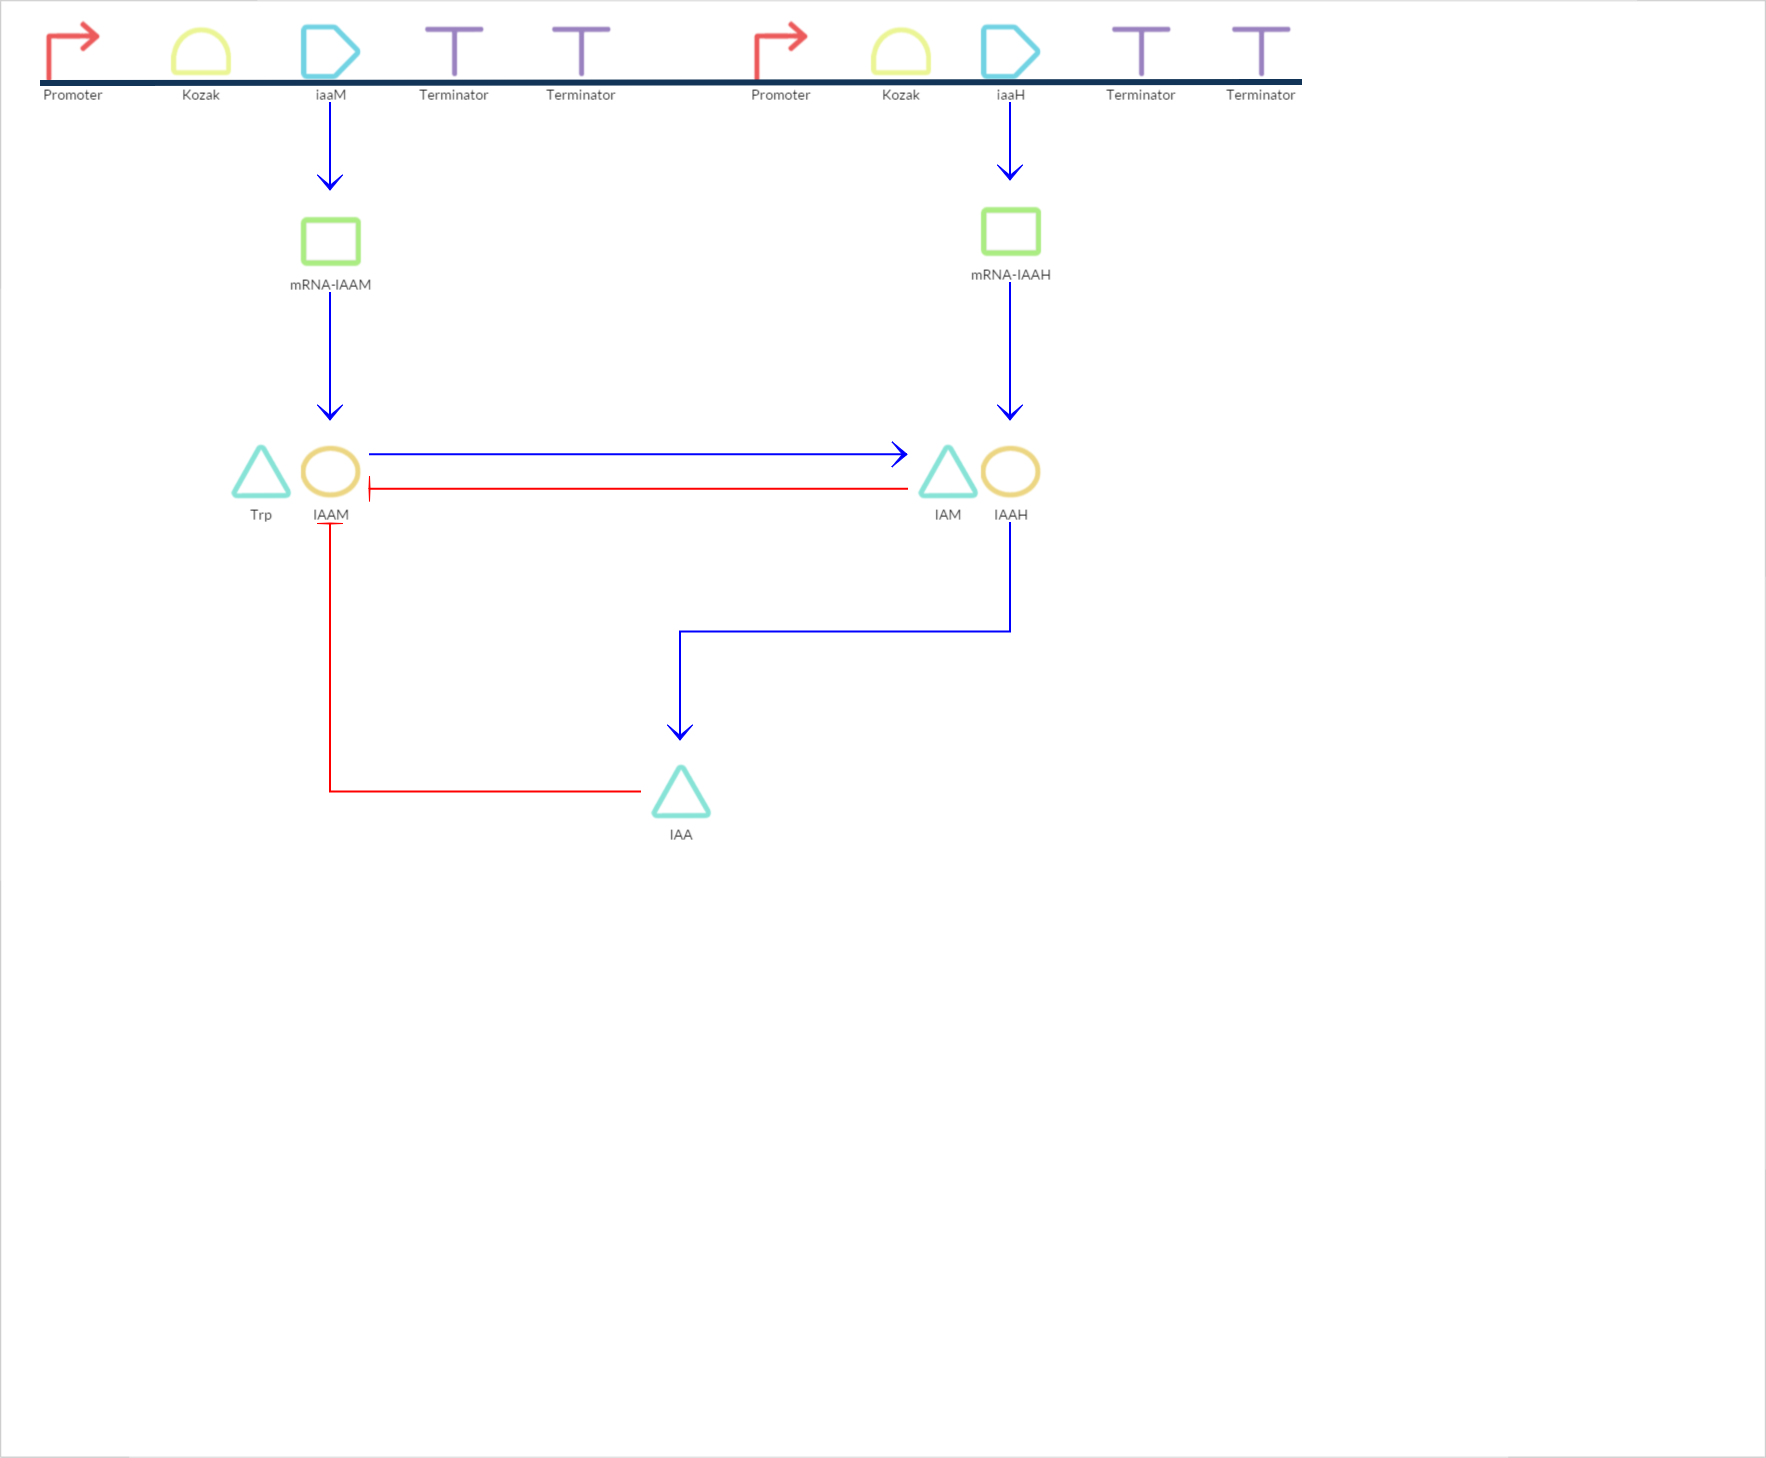 Promoter Kozak iaaM Terminator Terminator Promoter Kozak iaaH Terminator Terminator
mRNA-IAAM mRNA-IAAH
Trp IAAM IAM IAAH
IAA